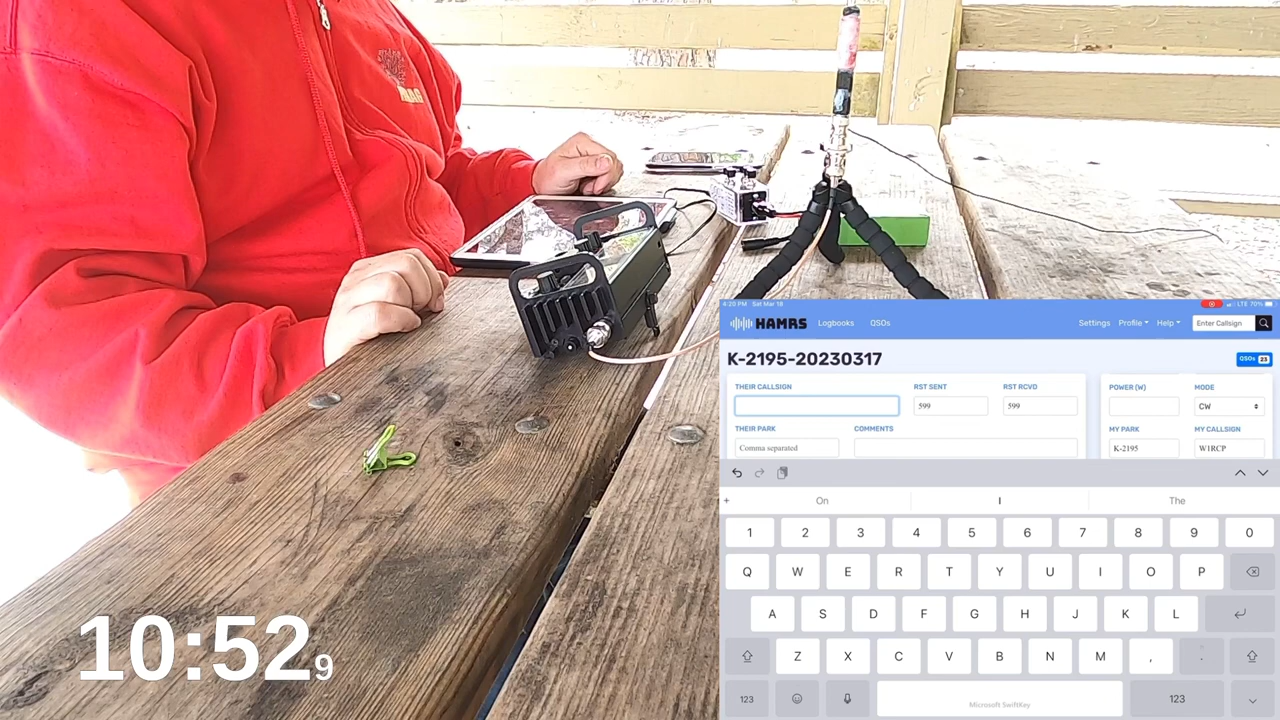 4:20 PM Sat Mar 18
LTE 70%
HAMRS
Logbooks
QSOs
Settings
Profile
Help
Enter Callsign
K-2195-20230317
QSOs 23
THEIR CALLSIGN
RST SENT
RST RCVD
POWER (W)
MODE
599
599
CW
THEIR PARK
COMMENTS
MY PARK
MY CALLSIGN
Comma separated
K-2195
W1RCP
+ On I The
1 2 3 4 5 6 7 8 9 0
Q W E R T Y U I O P
A S D F G H J K L
Z X C V B N M , .
123
Microsoft SwiftKey
123
10:529